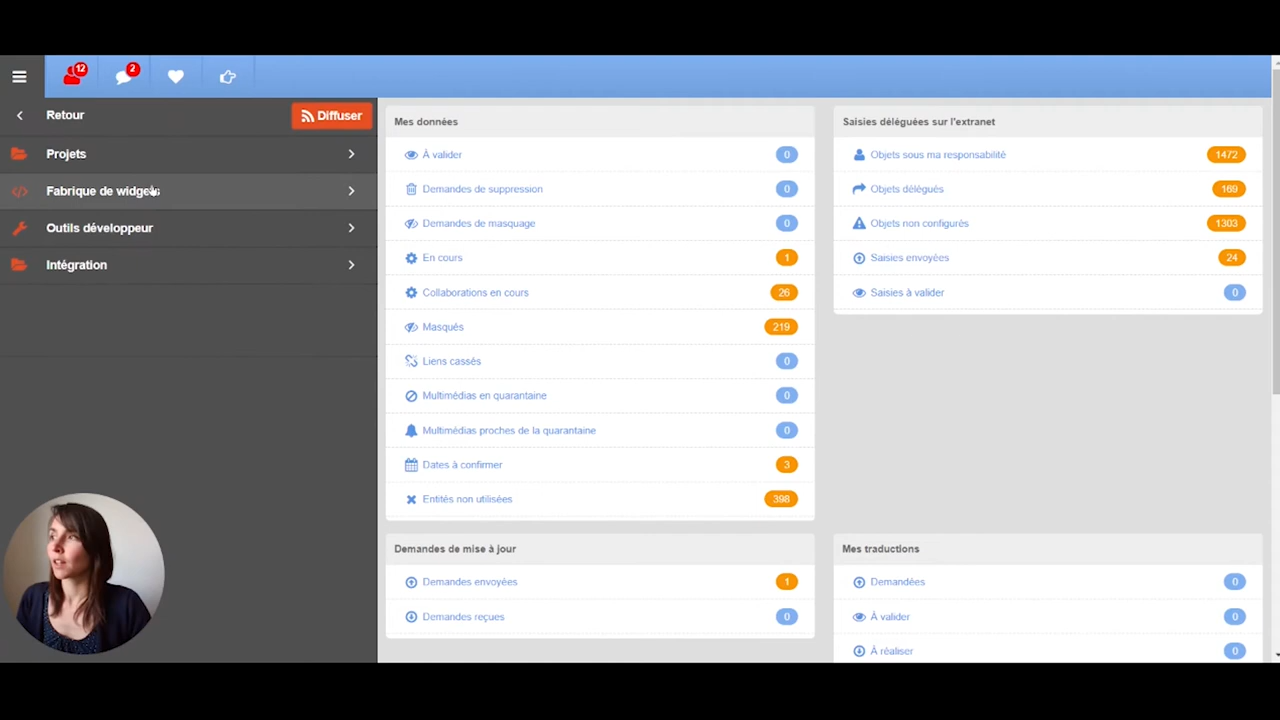 12
2
Retour
Diffuser
Projets
Fabrique de widgets
Outils développeur
Intégration
Mes données
À valider 0
Demandes de suppression 0
Demandes de masquage 0
En cours 1
Collaborations en cours 26
Masqués 219
Liens cassés 0
Multimédias en quarantaine 0
Multimédias proches de la quarantaine 0
Dates à confirmer 3
Entités non utilisées 398
Saisies déléguées sur l'extranet
Objets sous ma responsabilité 1472
Objets délégués 169
Objets non configurés 1303
Saisies envoyées 24
Saisies à valider 0
Demandes de mise à jour
Demandes envoyées 1
Demandes reçues 0
Mes traductions
Demandées 0
À valider 0
À réaliser 0